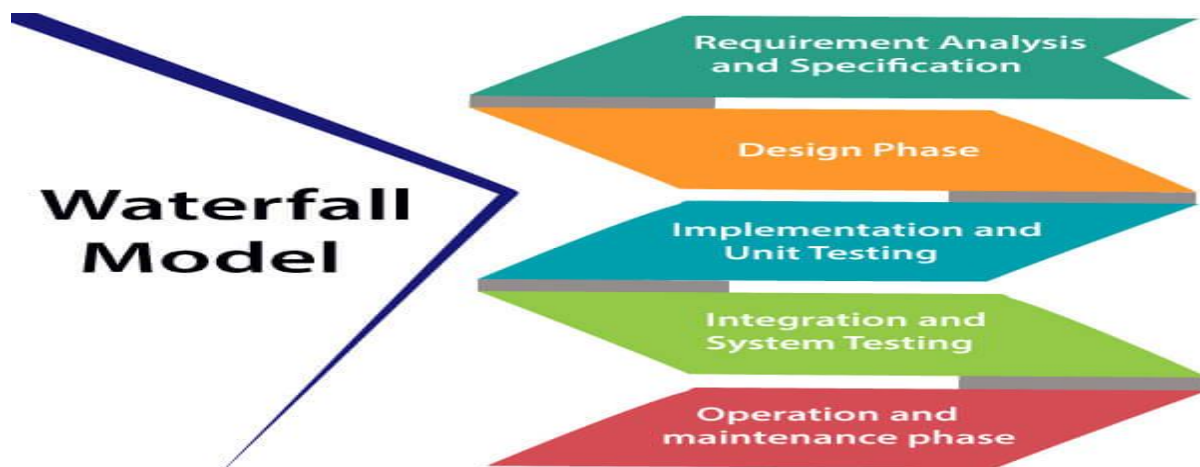 Waterfall
Model
Requirement Analysis
and Specification
Design Phase
Implementation and
Unit Testing
Integration and
System Testing
Operation and
maintenance phase